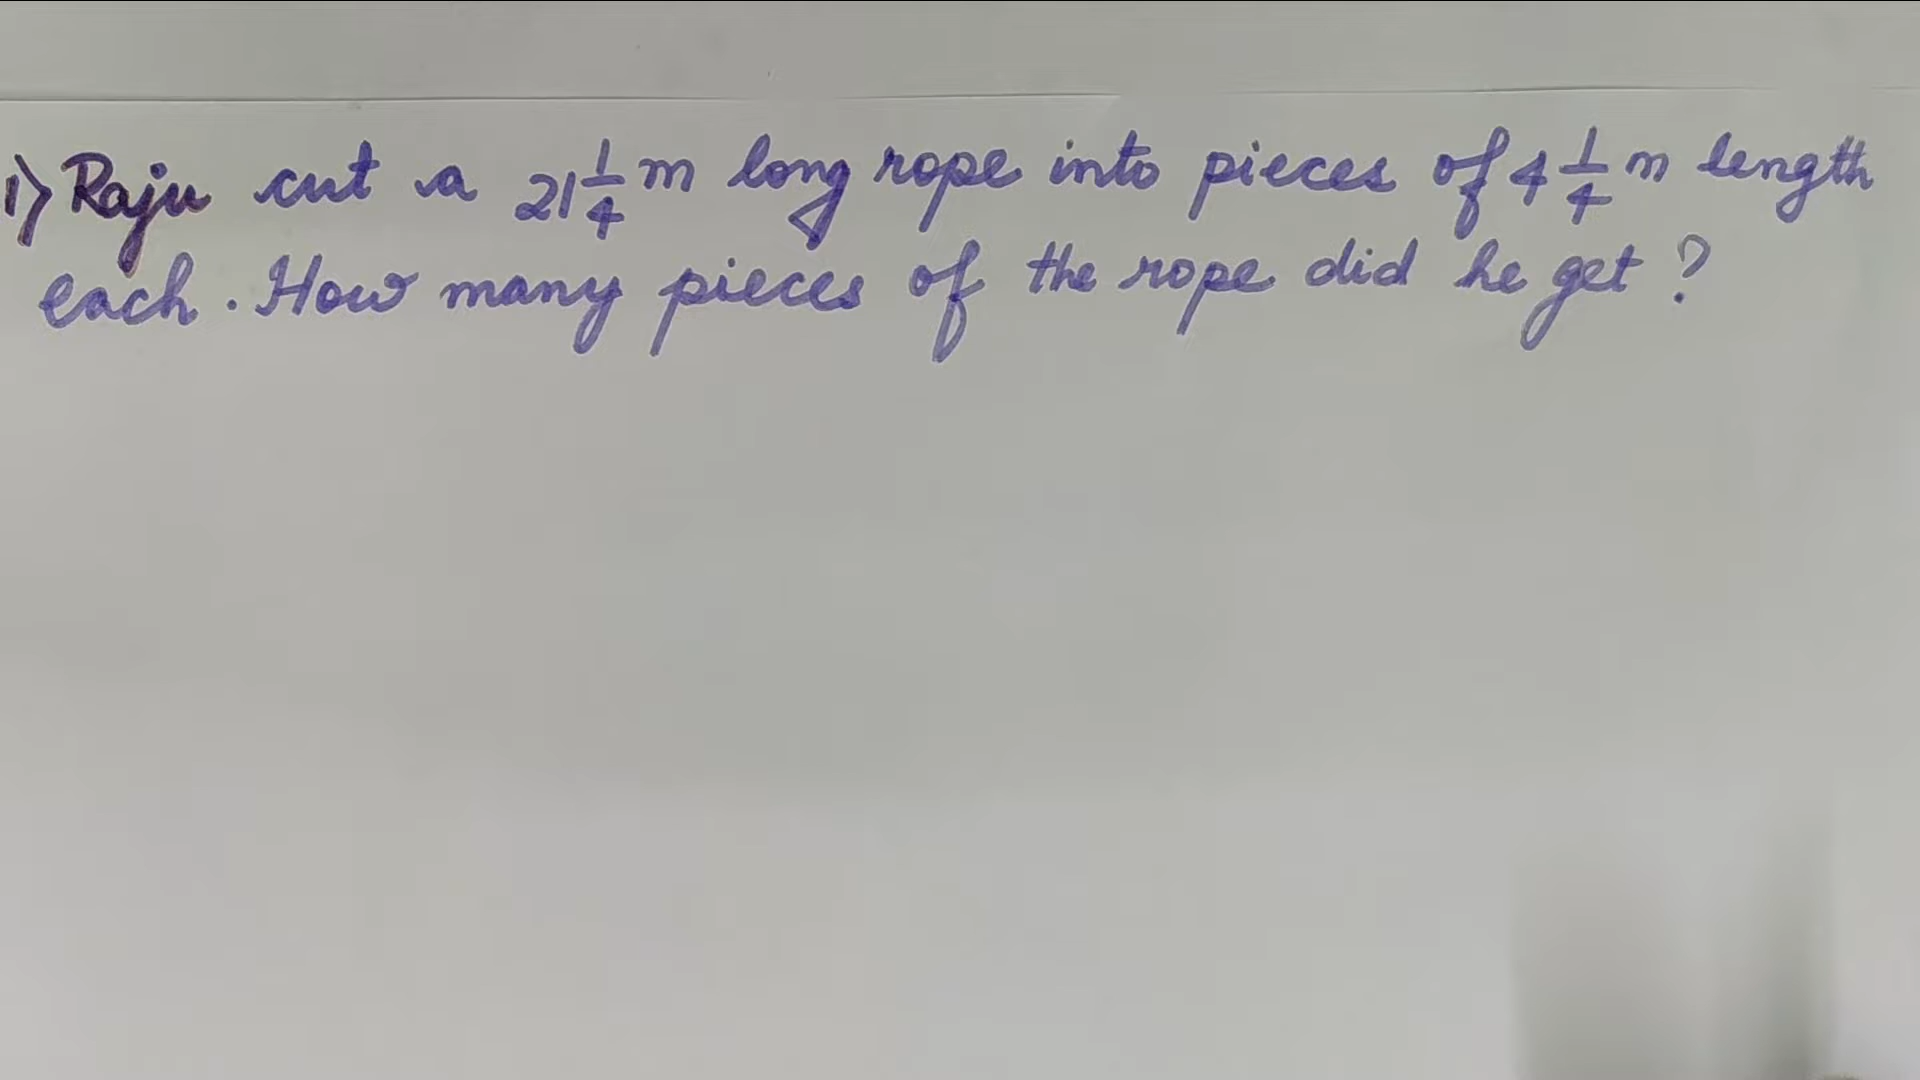 1) Raju cut a 21 1/4 m long rope into pieces of 4 1/4 m length
each. How many pieces of the rope did he get?